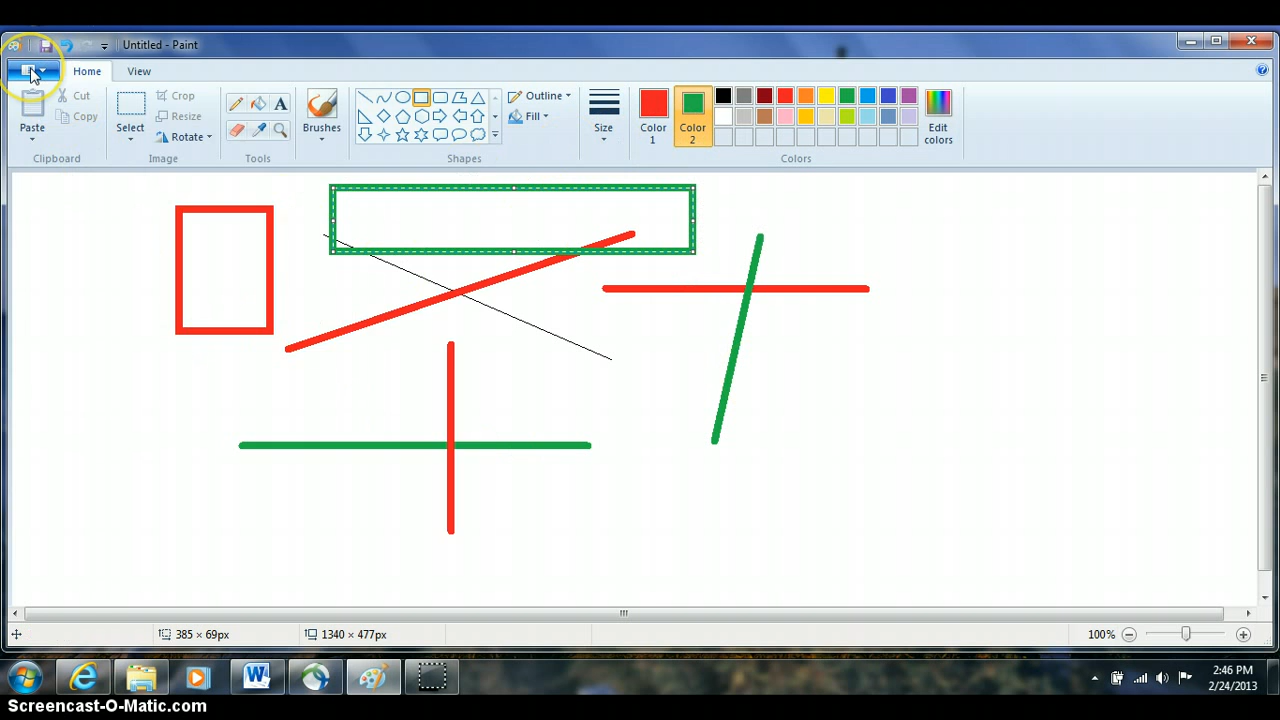 Untitled - Paint
Home View
Paste
Cut
Copy
Clipboard
Select
Crop
Resize
Rotate
Image
A
Tools
Brushes
Shapes
Outline
Fill
Size
Color 1
Color 2
Edit colors
Colors
385 × 69px
1340 × 477px
100%
2:46 PM
2/24/2013
Screencast-O-Matic.com